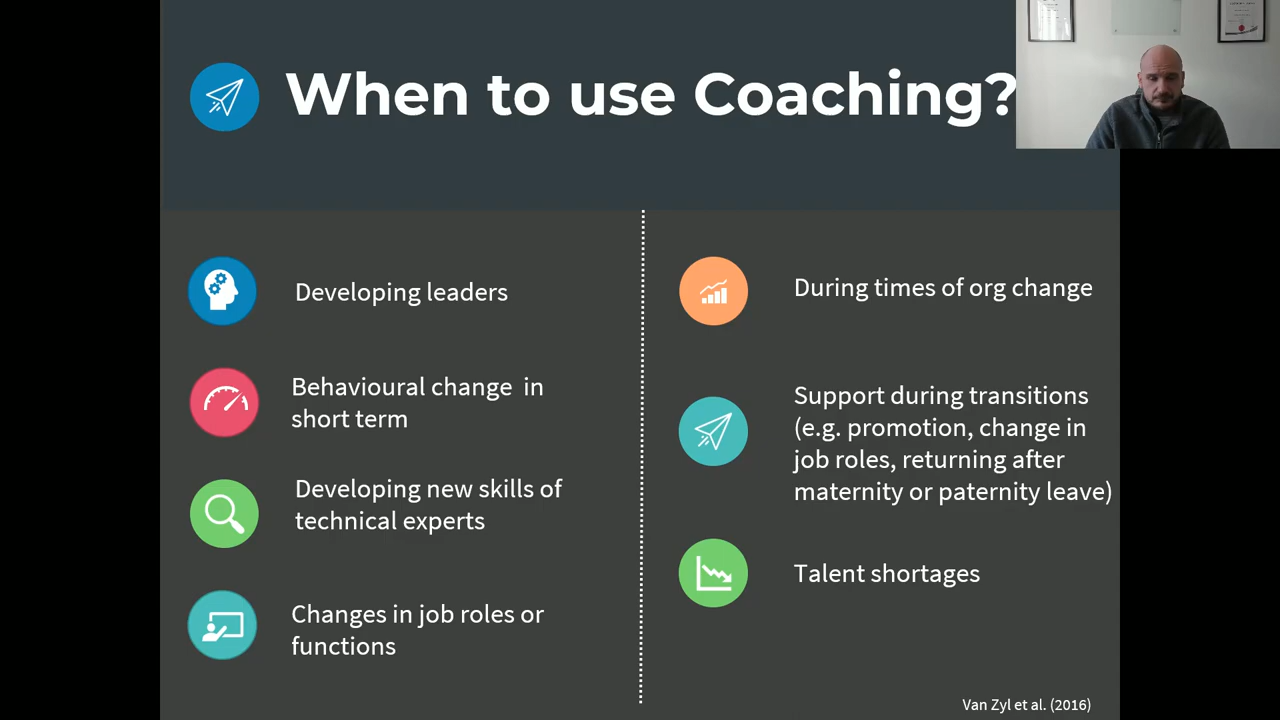 When to use Coaching?
Developing leaders
Behavioural change in
short term
Developing new skills of
technical experts
Changes in job roles or
functions
During times of org change
Support during transitions
(e.g. promotion, change in
job roles, returning after
maternity or paternity leave)
Talent shortages
Van Zyl et al. (2016)